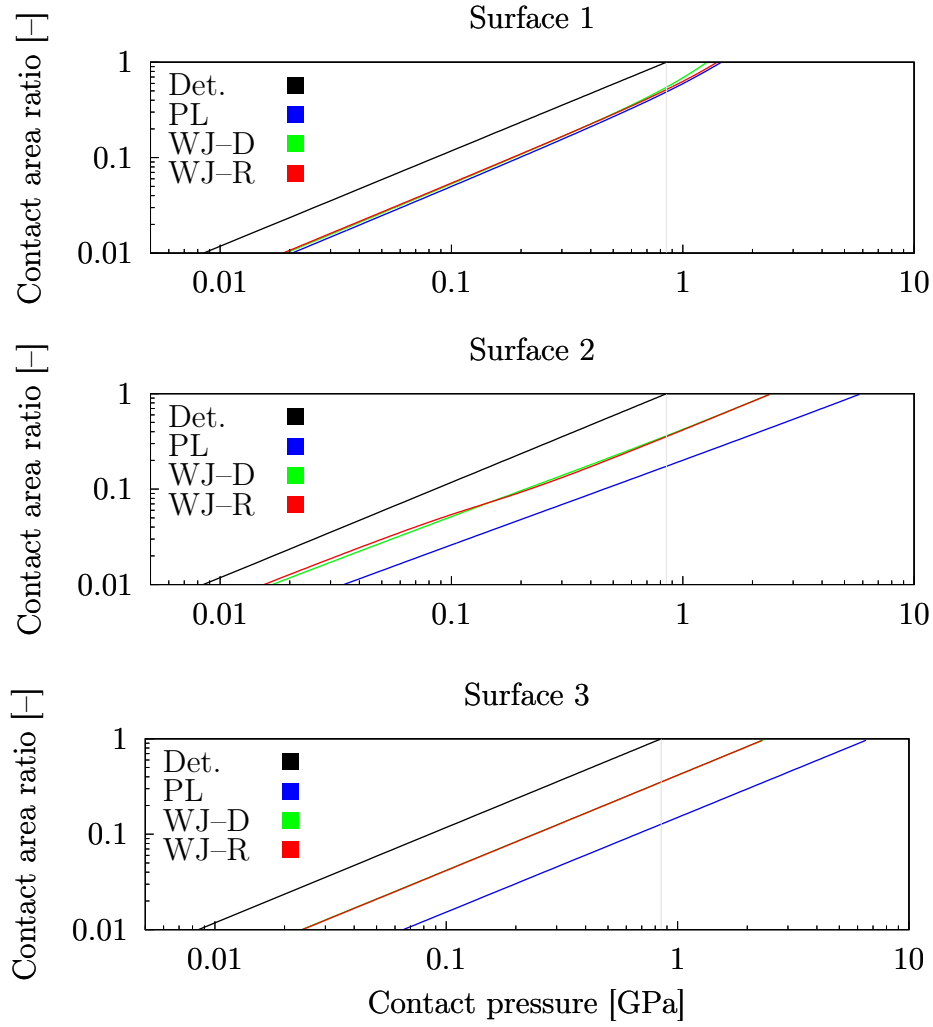 Surface 1
Contact area ratio [–]
1
0.1
0.01
Det.
PL
WJ–D
WJ–R
0.01 0.1 1 10
Surface 2
Contact area ratio [–]
1
0.1
0.01
Det.
PL
WJ–D
WJ–R
0.01 0.1 1 10
Surface 3
Contact area ratio [–]
1
0.1
0.01
Det.
PL
WJ–D
WJ–R
0.01 0.1 1 10
Contact pressure [GPa]